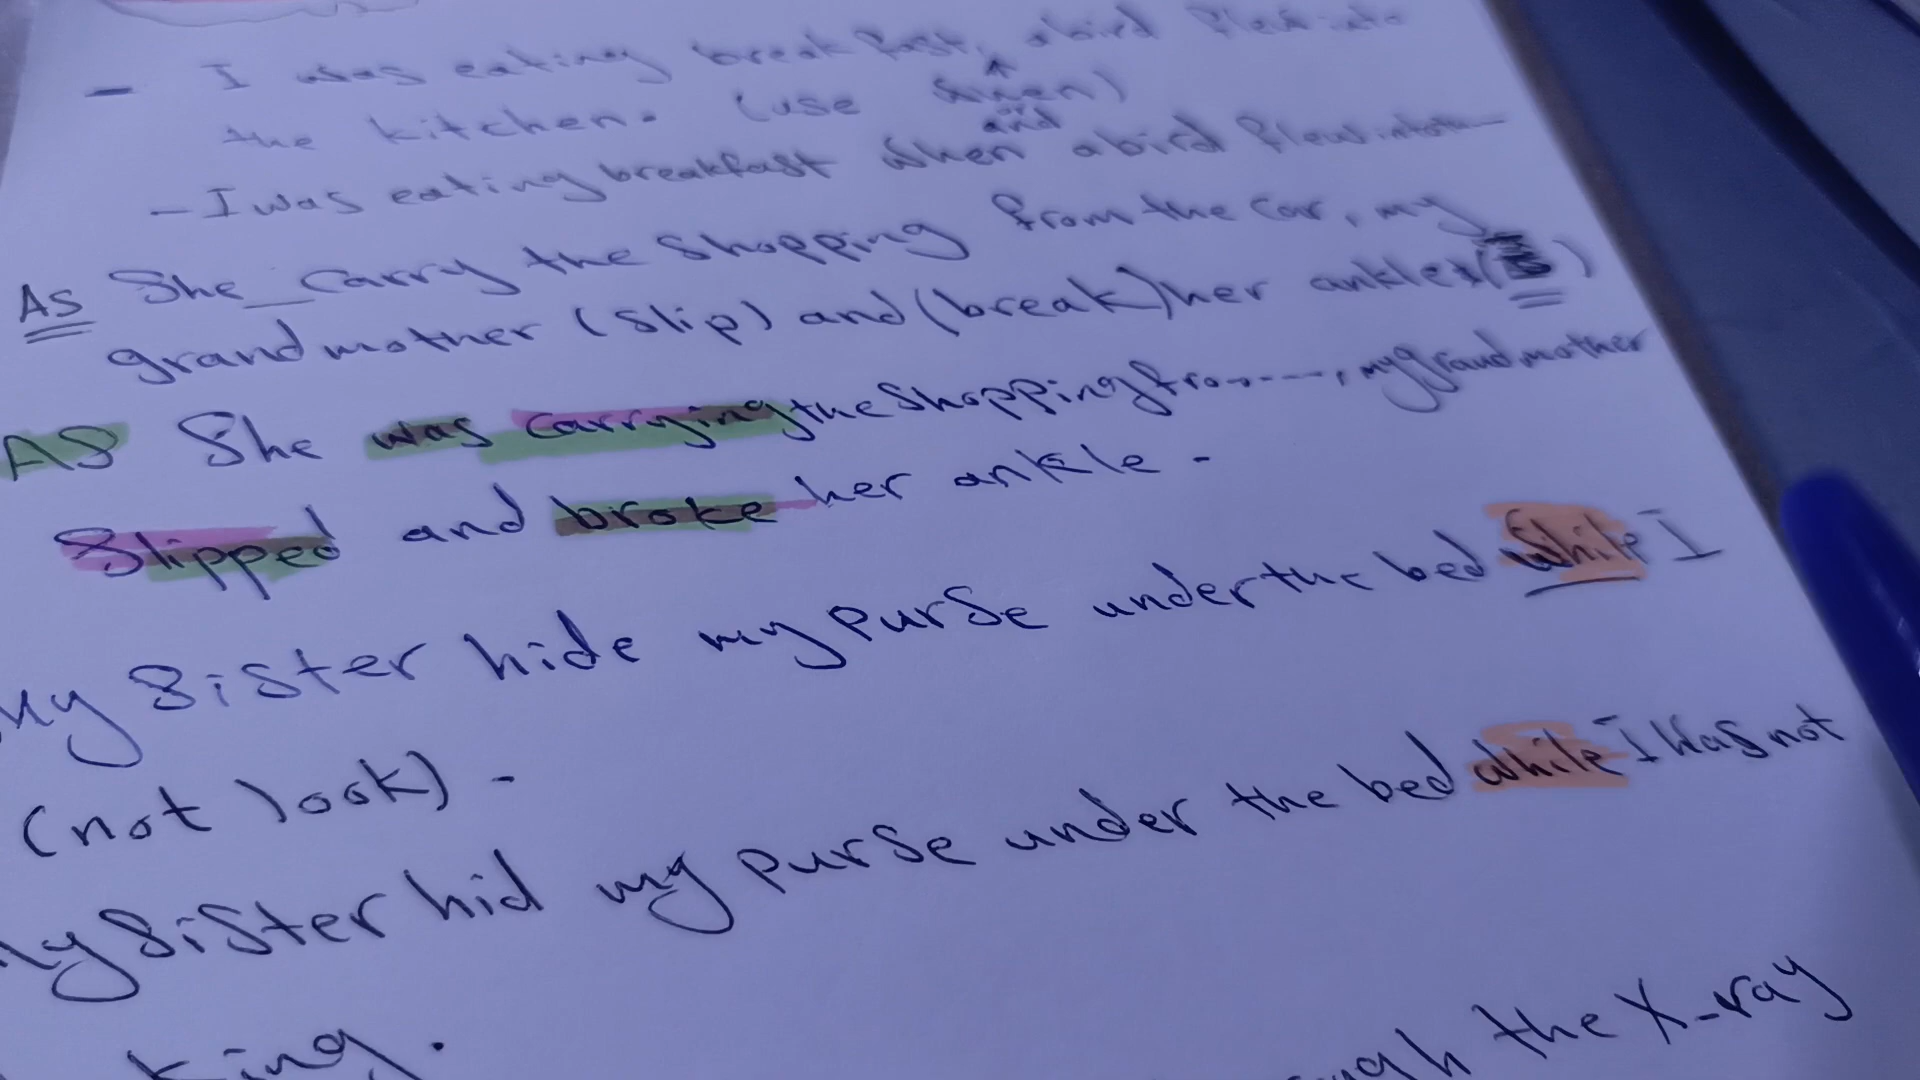 - I was eating breakfast, a bird flew into
the kitchen. (use when)
and
- I was eating breakfast when a bird flew into
As She _ carry the Shopping from the car, my
grandmother (slip) and (break) her ankle
As She was carrying the Shopping fro......, my grandmother
Slipped and broke her ankle.
My Sister hide my purse under the bed while I
(not look).
My Sister hid my purse under the bed while I was not
king.
the X-ray